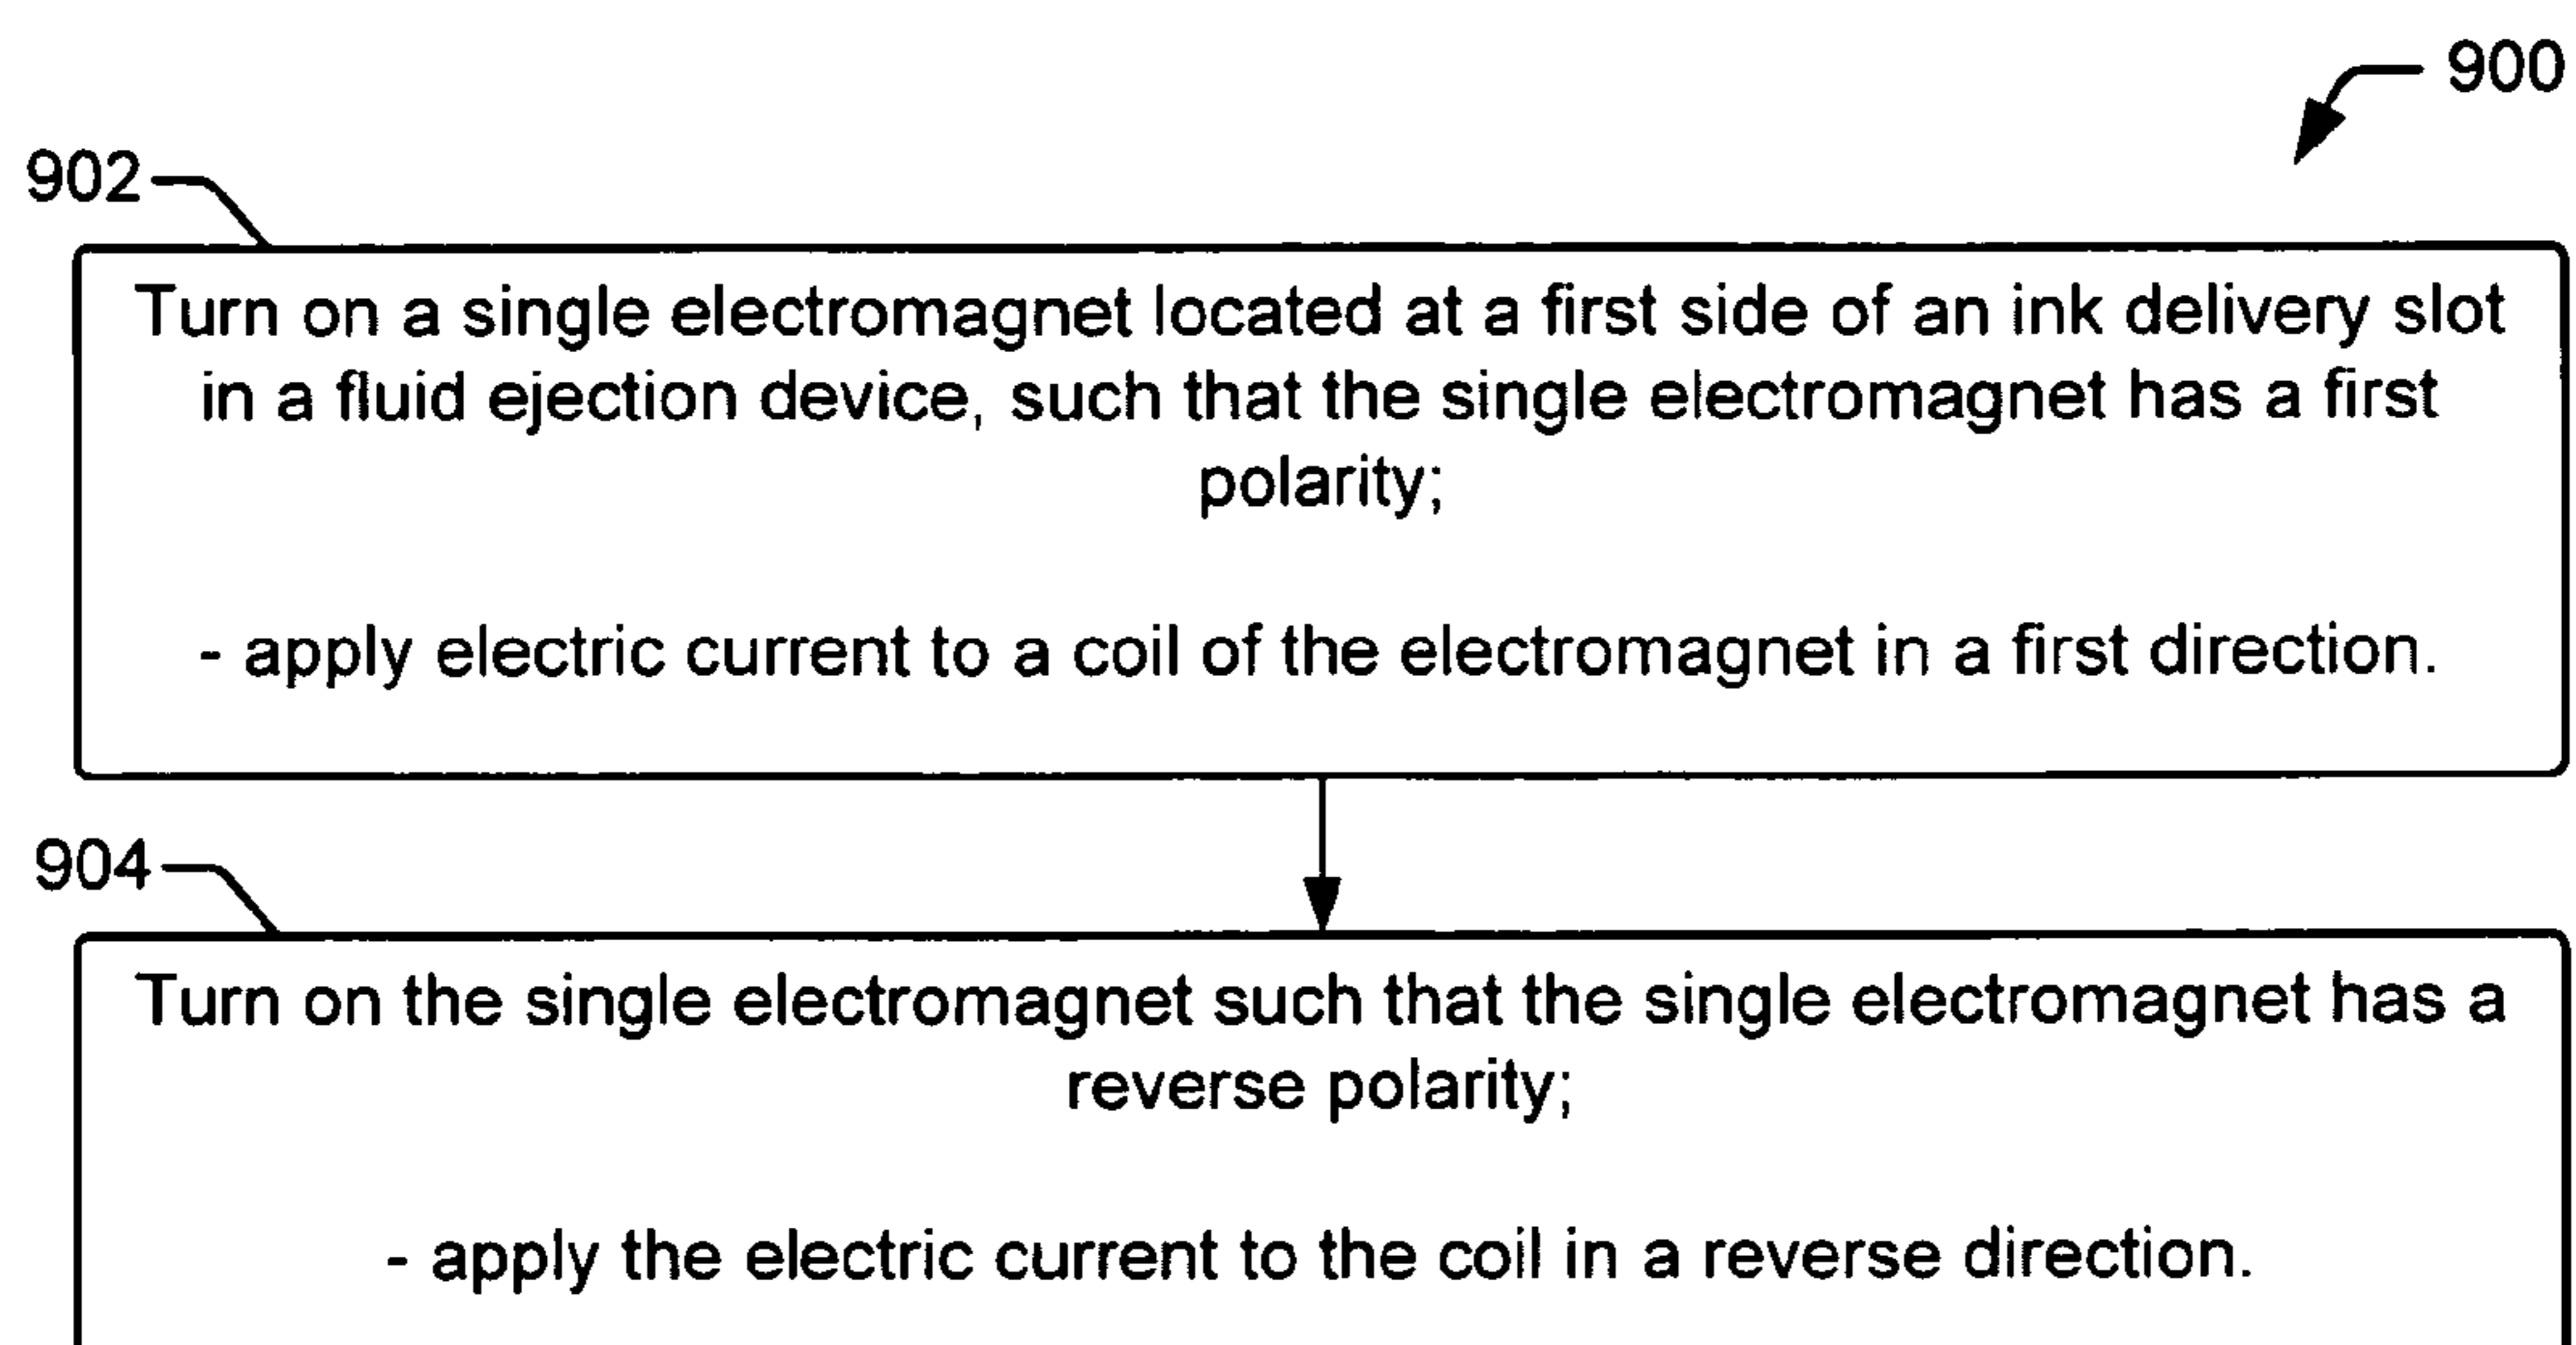 900
902
Turn on a single electromagnet located at a first side of an ink delivery slot
in a fluid ejection device, such that the single electromagnet has a first
polarity;
- apply electric current to a coil of the electromagnet in a first direction.
904
Turn on the single electromagnet such that the single electromagnet has a
reverse polarity;
- apply the electric current to the coil in a reverse direction.